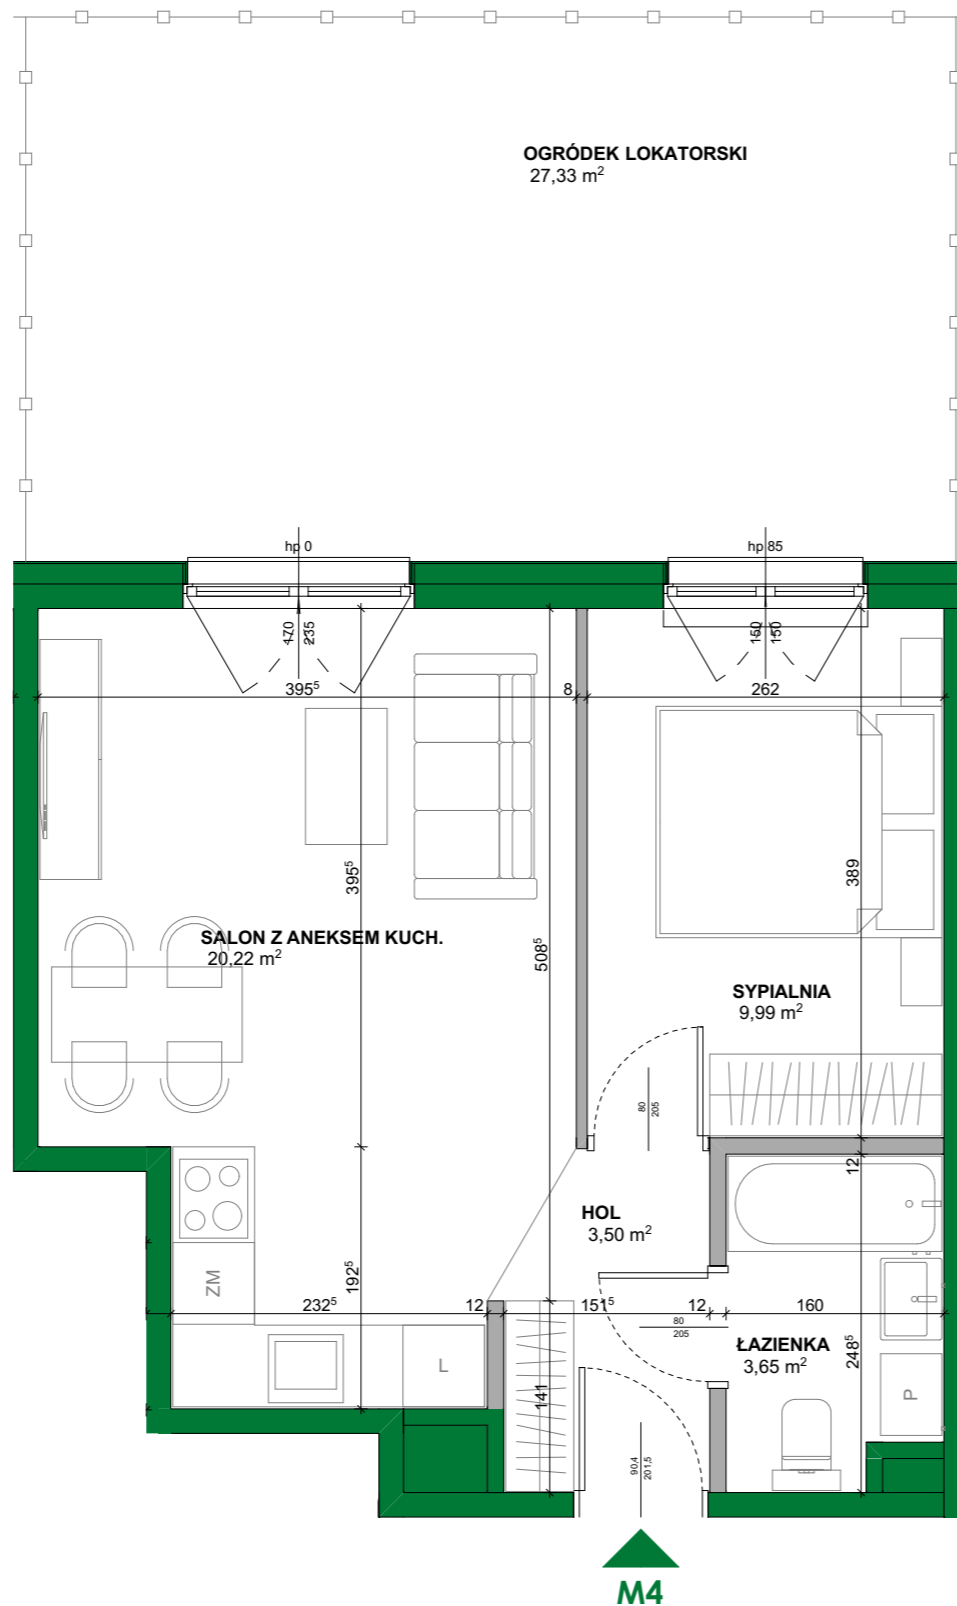 OGRÓDEK LOKATORSKI
27,33 m²
hp 0
hp 85
170
235
150
150
395⁵
8
262
395⁵
508⁵
389
SALON Z ANEKSEM KUCH.
20,22 m²
SYPIALNIA
9,99 m²
80
205
12
HOL
3,50 m²
ZM
192⁵
232⁵
12
151⁵
12
160
80
205
ŁAZIENKA
3,65 m²
248⁵
L
141
P
90,4
201,5
M4